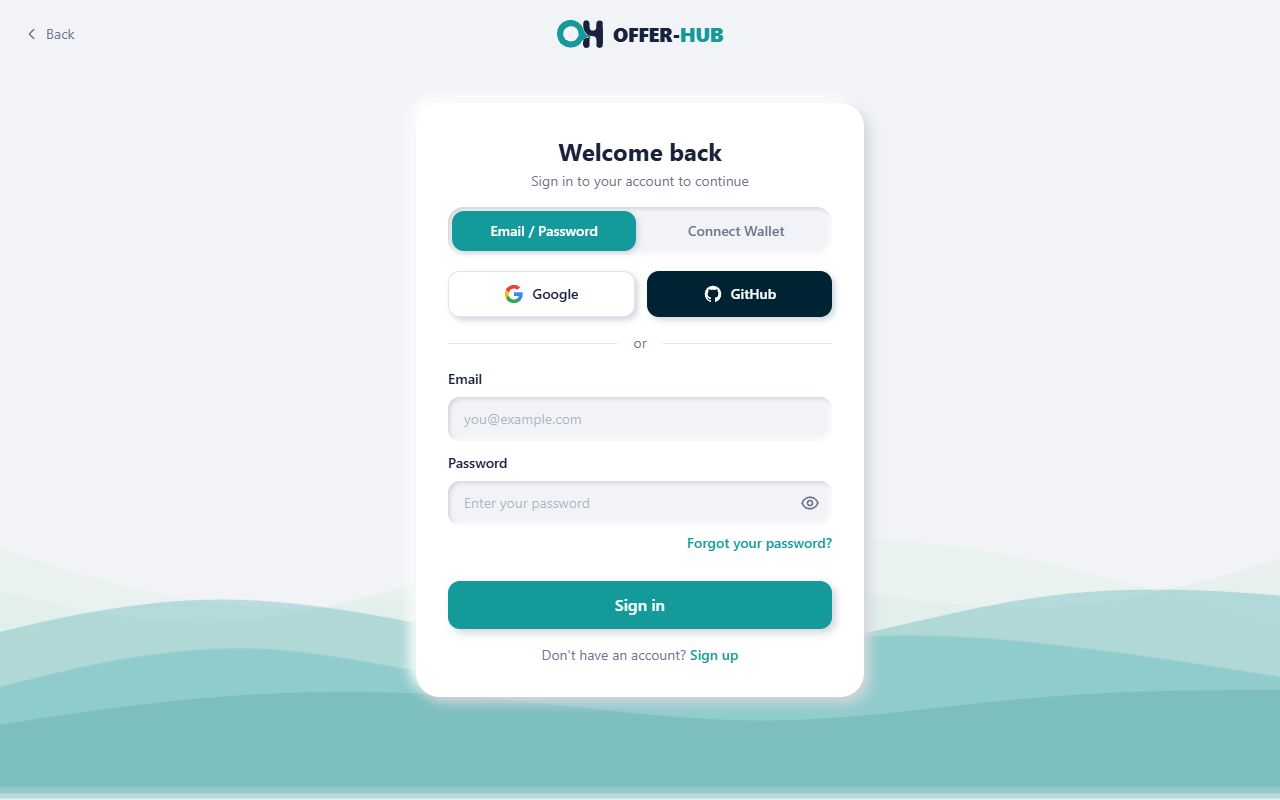 Back
OH OFFER-HUB
Welcome back
Sign in to your account to continue
Email / Password
Connect Wallet
Google
GitHub
or
Email
you@example.com
Password
Enter your password
Forgot your password?
Sign in
Don't have an account? Sign up